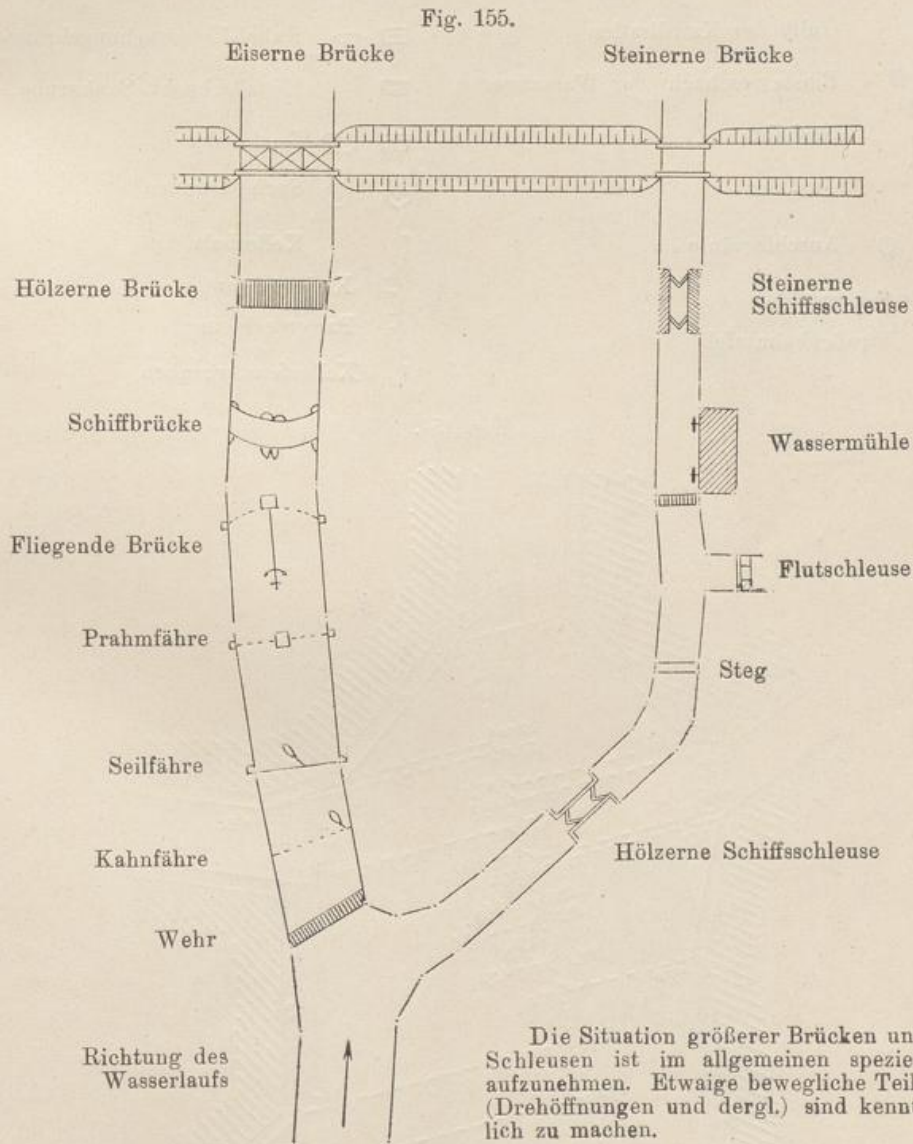 Fig. 155.
Eiserne Brücke
Steinerne Brücke
Hölzerne Brücke
Steinerne
Schiffsschleuse
Schiffbrücke
Wassermühle
Fliegende Brücke
Flutschleuse
Prahmfähre
Steg
Seilfähre
Kahnfähre
Hölzerne Schiffsschleuse
Wehr
Richtung des
Wasserlaufs
Die Situation größerer Brücken un
Schleusen ist im allgemeinen spezie
aufzunehmen. Etwaige bewegliche Teil
(Drehöffnungen und dergl.) sind kennt
lich zu machen.